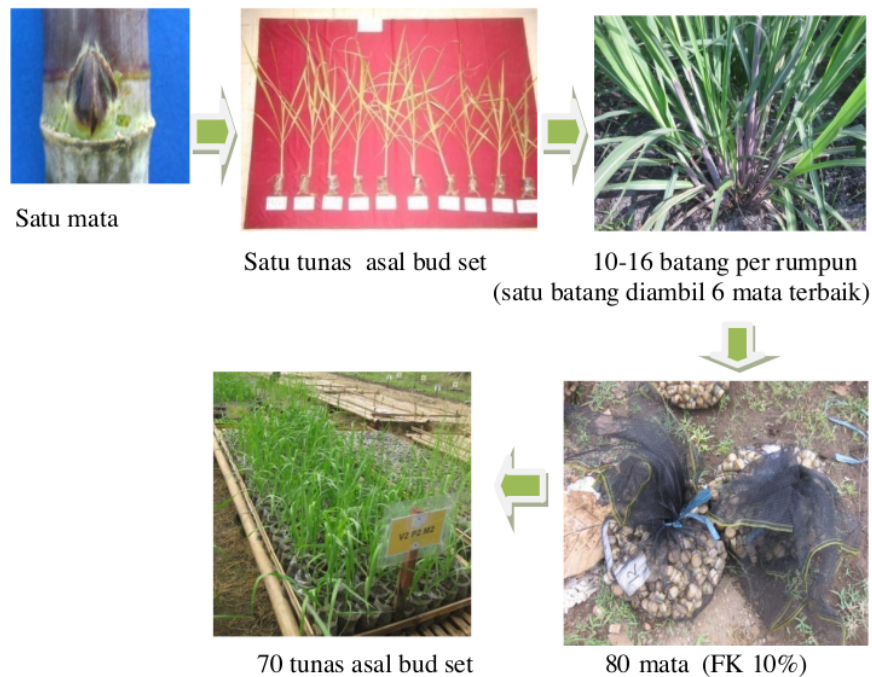 Satu mata
Satu tunas asal bud set
10-16 batang per rumpun
(satu batang diambil 6 mata terbaik)
V2 P2 M2
80 mata (FK 10%)
70 tunas asal bud set